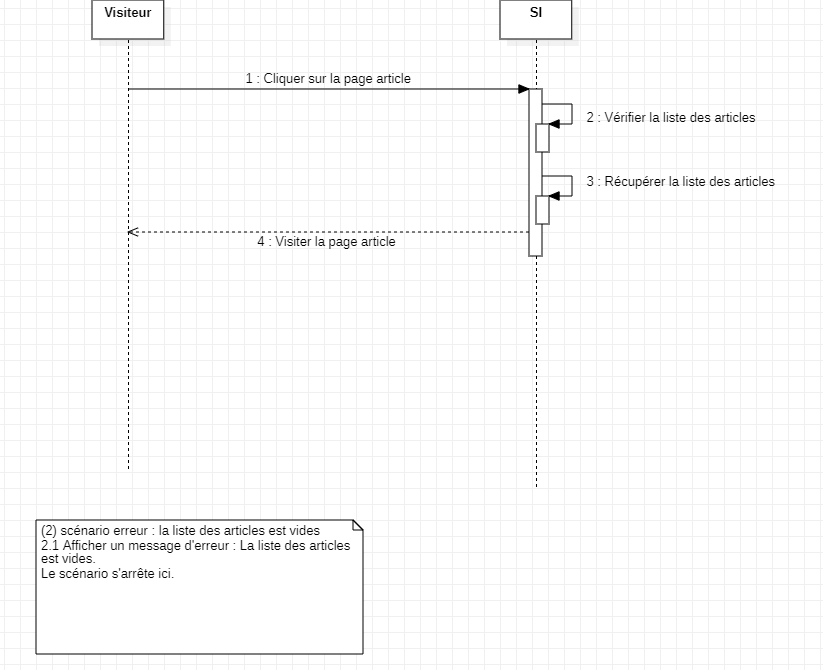 Visiteur
SI
1 : Cliquer sur la page article
2 : Vérifier la liste des articles
3 : Récupérer la liste des articles
4 : Visiter la page article
(2) scénario erreur : la liste des articles est vides
2.1 Afficher un message d'erreur : La liste des articles
est vides.
Le scénario s'arrête ici.